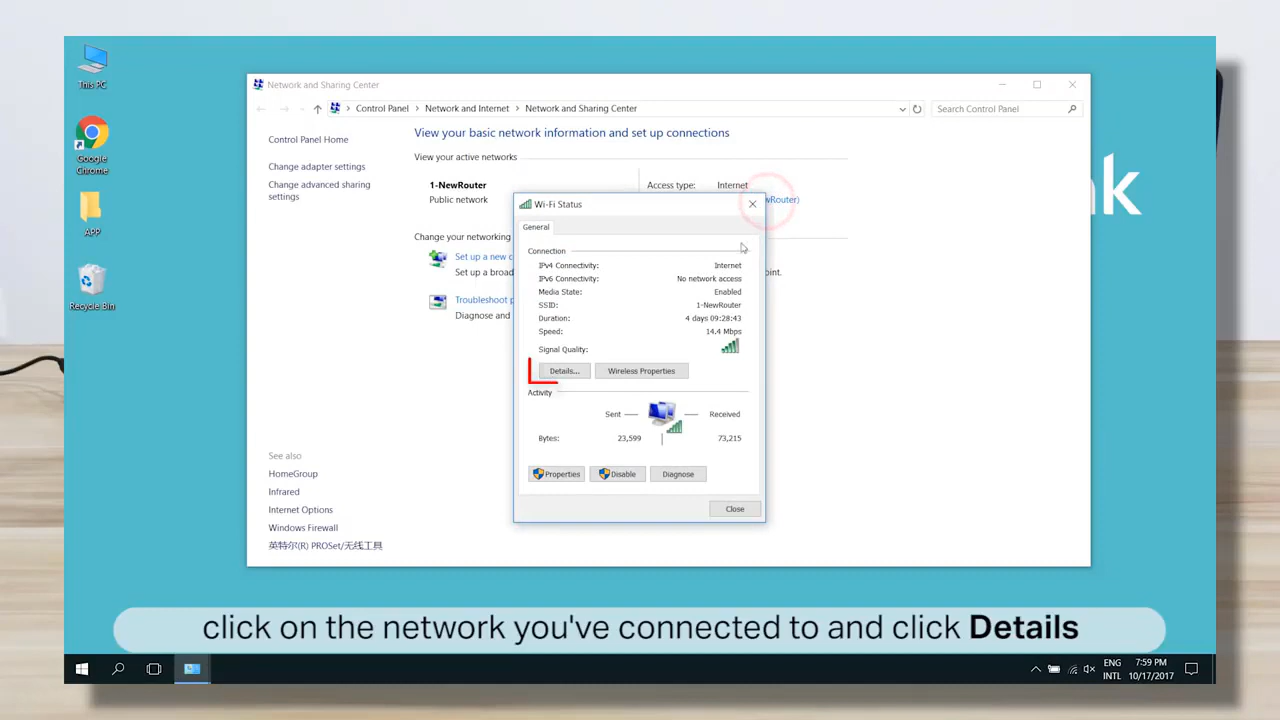 This PC
Google
Chrome
APP
Recycle Bin
Network and Sharing Center
Control Panel > Network and Internet > Network and Sharing Center
Search Control Panel
Control Panel Home
Change adapter settings
Change advanced sharing
settings
See also
HomeGroup
Infrared
Internet Options
Windows Firewall
英特尔(R) PROSet/无线工具
View your basic network information and set up connections
View your active networks
1-NewRouter
Public network
Access type: Internet
wRouter)
Change your networking
Set up a new c
Set up a broad
oint.
Troubleshoot p
Diagnose and
Wi-Fi Status
General
Connection
IPv4 Connectivity: Internet
IPv6 Connectivity: No network access
Media State: Enabled
SSID: 1-NewRouter
Duration: 4 days 09:28:43
Speed: 14.4 Mbps
Signal Quality:
Details...
Wireless Properties
Activity
Sent
Received
Bytes: 23,599 73,215
Properties
Disable
Diagnose
Close
nk
click on the network you've connected to and click Details
ENG
INTL
7:59 PM
10/17/2017